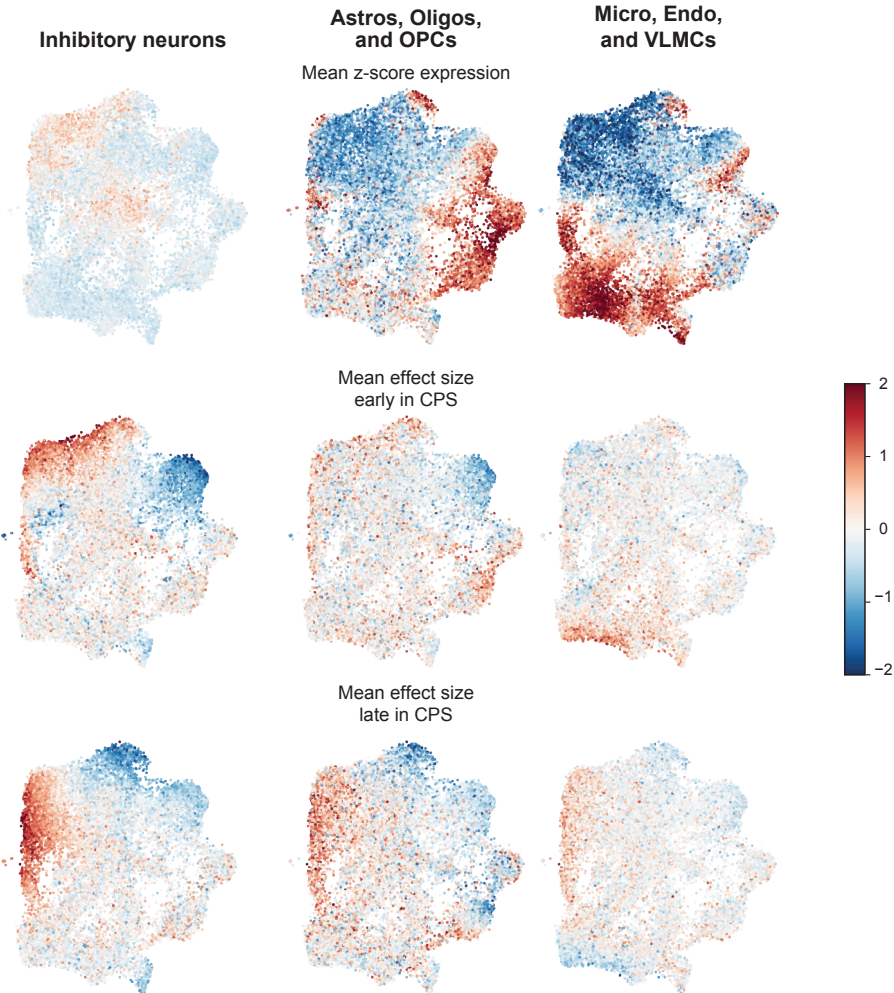 Inhibitory neurons
Astros, Oligos,
and OPCs
Micro, Endo,
and VLMCs
Mean z-score expression
Mean effect size
early in CPS
2
1
0
−1
−2
Mean effect size
late in CPS